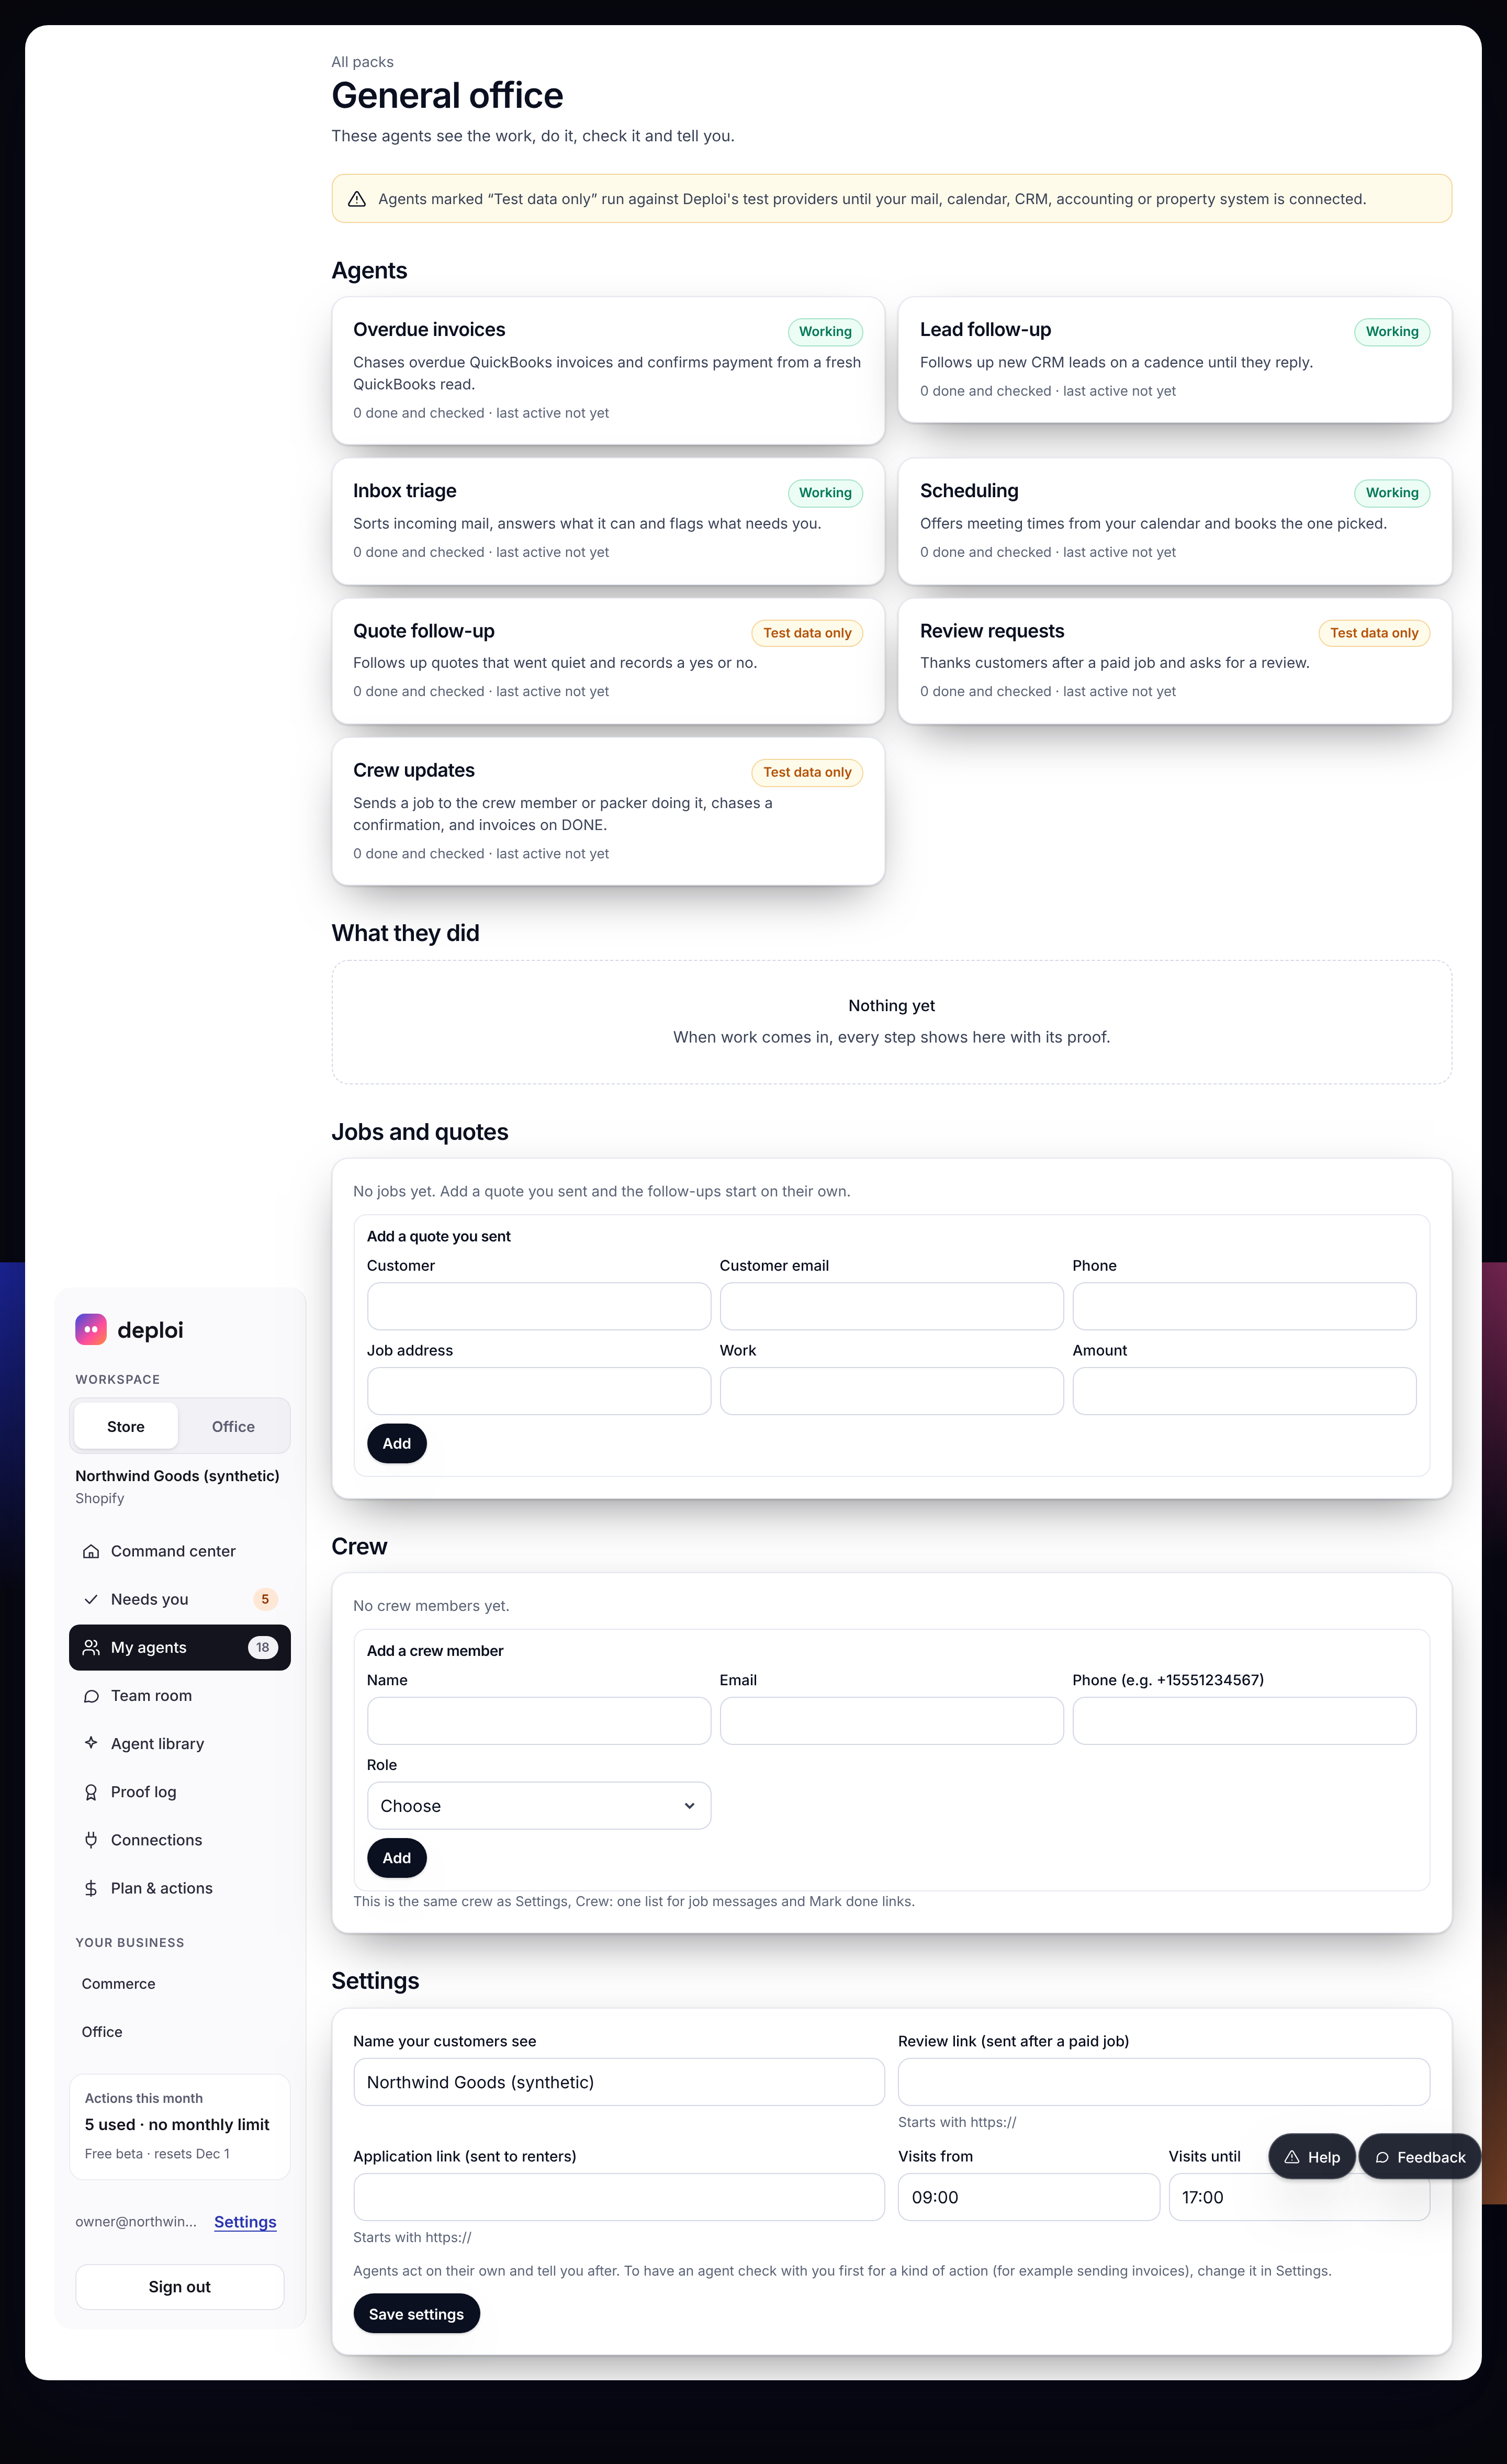 All packs
General office
These agents see the work, do it, check it and tell you.
Agents marked “Test data only” run against Deploi's test providers until your mail, calendar, CRM, accounting or property system is connected.
Agents
Overdue invoices
Working
Chases overdue QuickBooks invoices and confirms payment from a fresh
QuickBooks read.
0 done and checked · last active not yet
Lead follow-up
Working
Follows up new CRM leads on a cadence until they reply.
0 done and checked · last active not yet
Inbox triage
Working
Sorts incoming mail, answers what it can and flags what needs you.
0 done and checked · last active not yet
Scheduling
Working
Offers meeting times from your calendar and books the one picked.
0 done and checked · last active not yet
Quote follow-up
Test data only
Follows up quotes that went quiet and records a yes or no.
0 done and checked · last active not yet
Review requests
Test data only
Thanks customers after a paid job and asks for a review.
0 done and checked · last active not yet
Crew updates
Test data only
Sends a job to the crew member or packer doing it, chases a
confirmation, and invoices on DONE.
0 done and checked · last active not yet
What they did
Nothing yet
When work comes in, every step shows here with its proof.
Jobs and quotes
No jobs yet. Add a quote you sent and the follow-ups start on their own.
Add a quote you sent
Customer
Customer email
Phone
Job address
Work
Amount
Add
Crew
No crew members yet.
Add a crew member
Name
Email
Phone (e.g. +15551234567)
Role
Choose
Add
This is the same crew as Settings, Crew: one list for job messages and Mark done links.
Settings
Name your customers see
Northwind Goods (synthetic)
Review link (sent after a paid job)
Starts with https://
Application link (sent to renters)
Starts with https://
Visits from
09:00
Visits until
17:00
Agents act on their own and tell you after. To have an agent check with you first for a kind of action (for example sending invoices), change it in Settings.
Save settings
deploi
WORKSPACE
Store
Office
Northwind Goods (synthetic)
Shopify
Command center
Needs you
5
My agents
18
Team room
Agent library
Proof log
Connections
Plan & actions
YOUR BUSINESS
Commerce
Office
Actions this month
5 used · no monthly limit
Free beta · resets Dec 1
owner@northwin...
Settings
Sign out
Help
Feedback